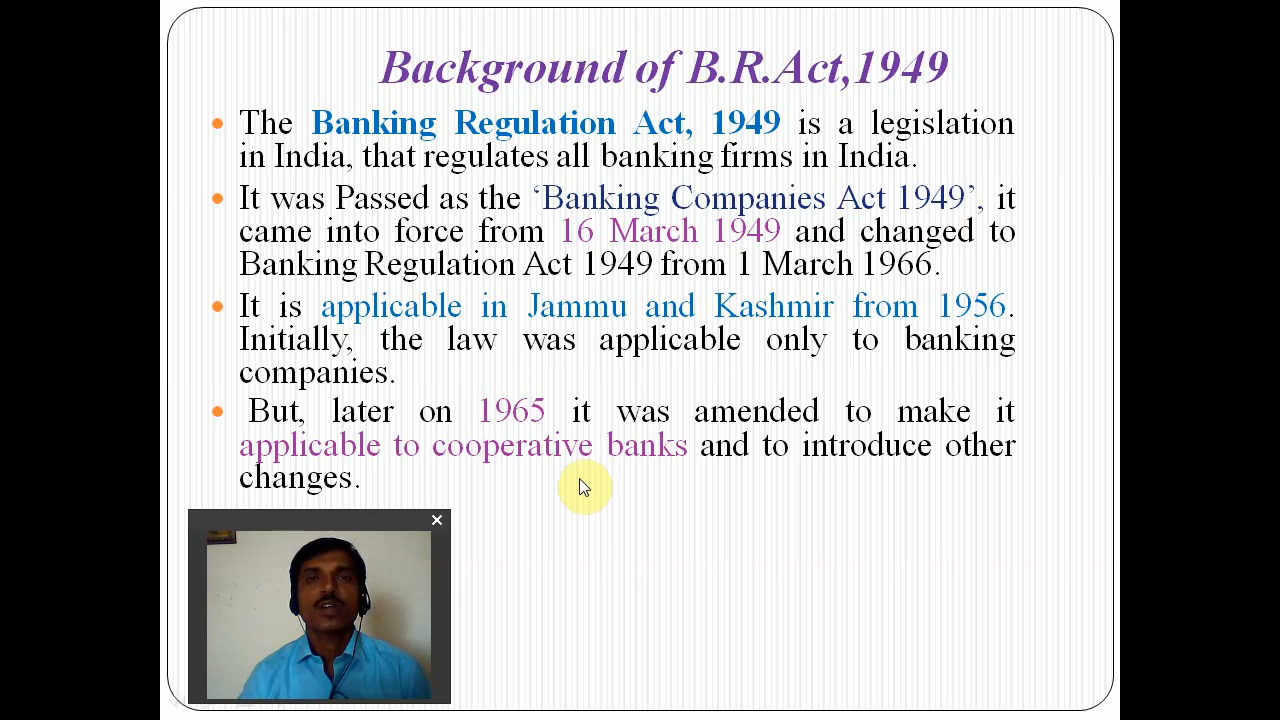 Background of B.R.Act,1949
The Banking Regulation Act, 1949 is a legislation
in India, that regulates all banking firms in India.
It was Passed as the ‘Banking Companies Act 1949’, it
came into force from 16 March 1949 and changed to
Banking Regulation Act 1949 from 1 March 1966.
It is applicable in Jammu and Kashmir from 1956.
Initially, the law was applicable only to banking
companies.
But, later on 1965 it was amended to make it
applicable to cooperative banks and to introduce other
changes.